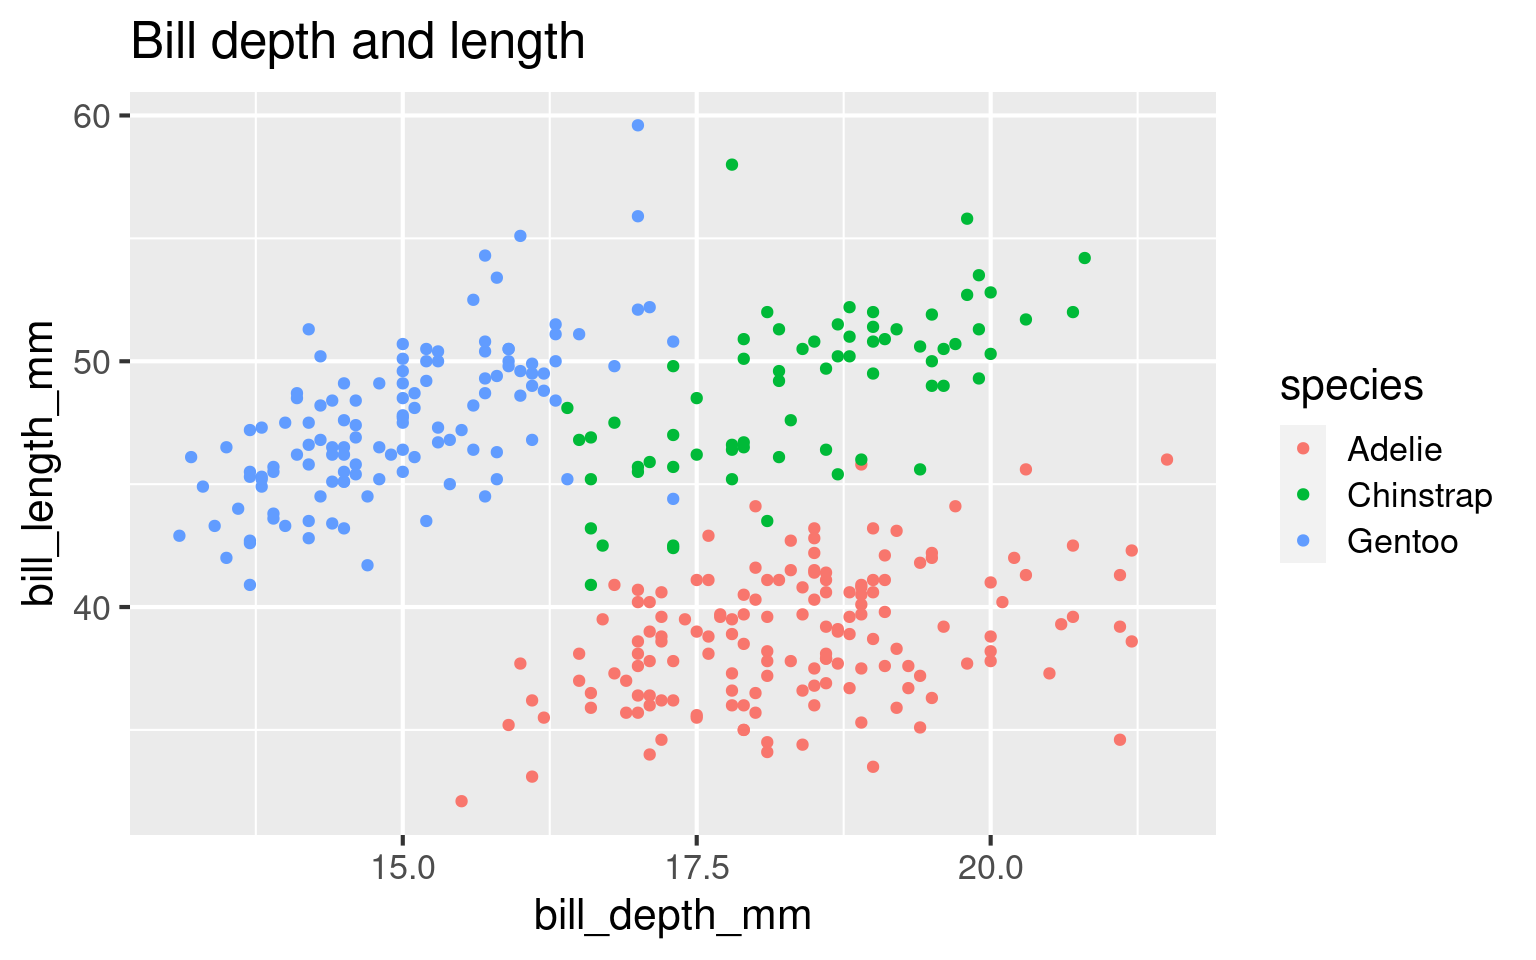 Bill depth and length
60
50
40
bill_length_mm
15.0 17.5 20.0
bill_depth_mm
species
Adelie
Chinstrap
Gentoo